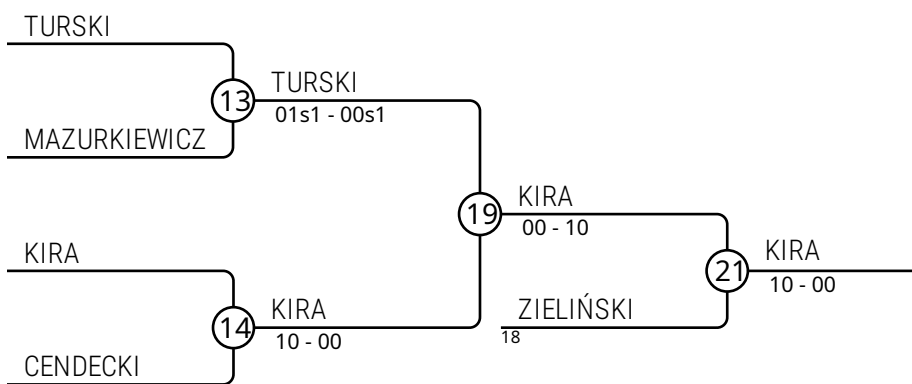 TURSKI
13
TURSKI
01s1 - 00s1
MAZURKIEWICZ
19
KIRA
00 - 10
KIRA
21
KIRA
10 - 00
14
KIRA
10 - 00
ZIELIŃSKI
18
CENDECKI